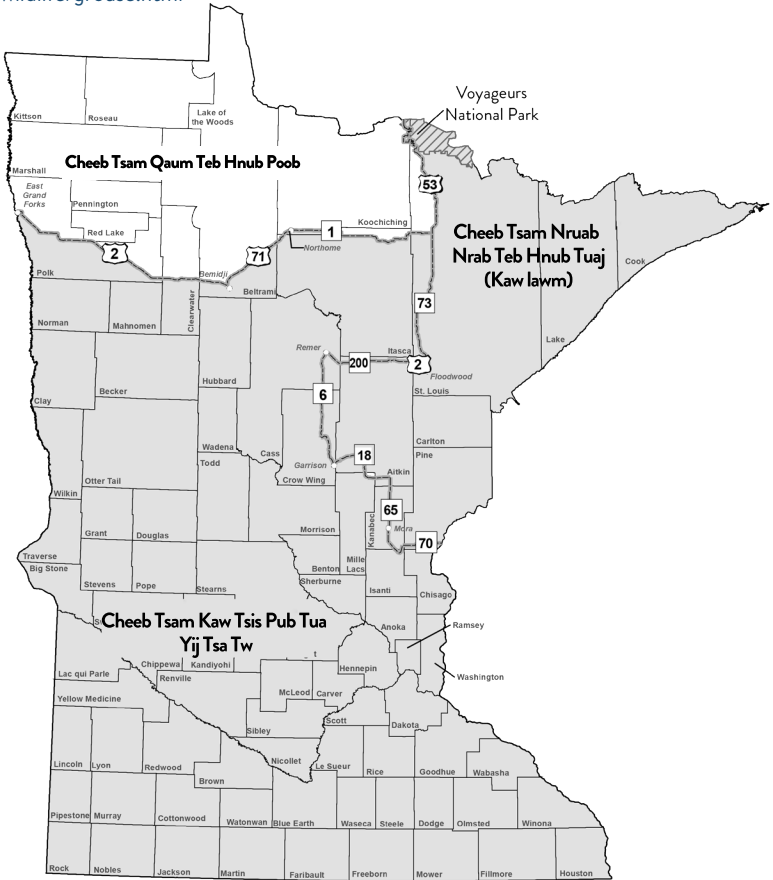 Voyageurs
National Park
Kittson
Roseau
Lake of
the Woods
Cheeb Tsam Qaum Teb Hnub Poob
Marshall
East
Grand
Forks
Pennington
Red Lake
53
Koochiching
1
Northome
71
2
Cheeb Tsam Nruab
Nrab Teb Hnub Tuaj
(Kaw lawm)
Cook
Lake
Polk
Bemidji
Beltrami
Clearwater
73
Norman
Mahnomen
Remer
Itasca
200
2
Floodwood
Hubbard
Becker
6
St. Louis
Clay
Wadena
Cass
Carlton
Todd
Pine
18
Garrison
Aitkin
Crow Wing
Otter Tail
Wilkin
65
Mora
Kanabec
70
Grant
Douglas
Morrison
Traverse
Big Stone
Mille
Lacs
Benton
Sherburne
Stevens
Pope
Stearns
Isanti
Chisago
Cheeb Tsam Kaw Tsis Pub Tua
Yij Tsa Tw
Anoka
Ramsey
Hennepin
Washington
Lac qui Parle
Chippewa
Kandiyohi
Renville
McLeod
Carver
Yellow Medicine
Scott
Dakota
Sibley
Lincoln
Lyon
Redwood
Nicollet
Le Sueur
Rice
Goodhue
Wabasha
Brown
Pipestone
Murray
Cottonwood
Watonwan
Blue Earth
Waseca
Steele
Dodge
Olmsted
Winona
Rock
Nobles
Jackson
Martin
Faribault
Freeborn
Mower
Fillmore
Houston